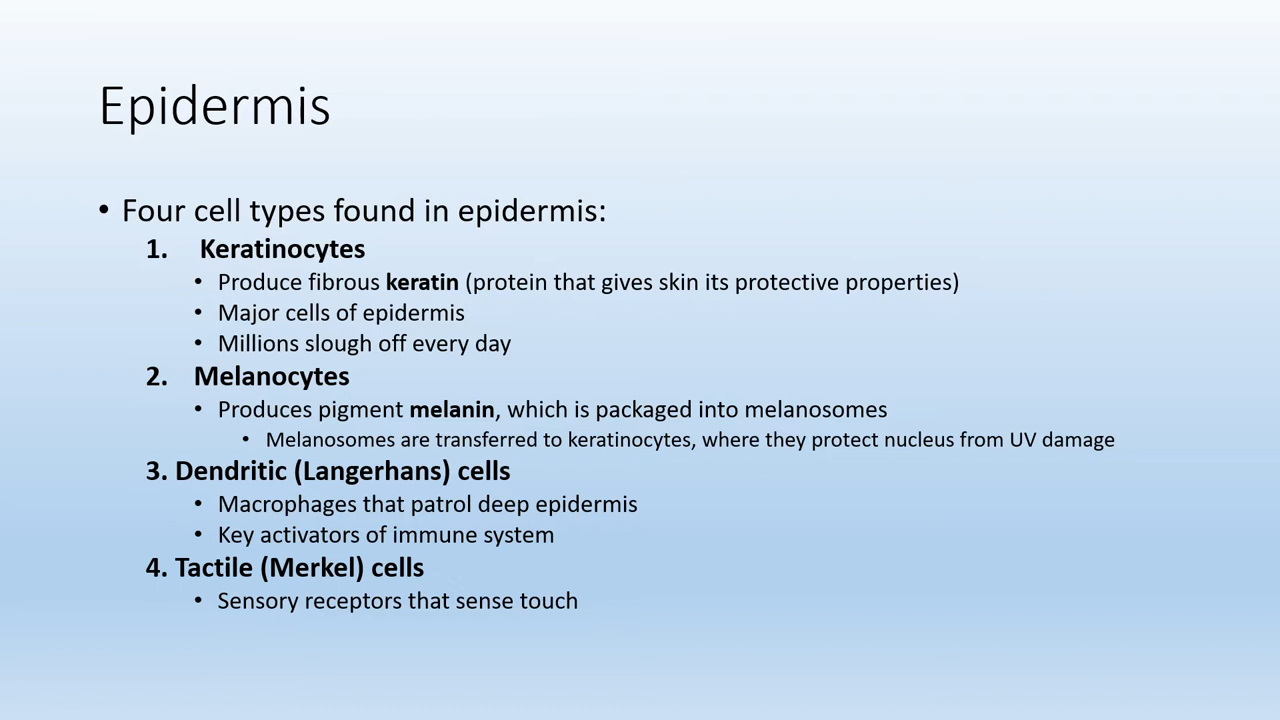 Epidermis
• Four cell types found in epidermis:
1. Keratinocytes
• Produce fibrous keratin (protein that gives skin its protective properties)
• Major cells of epidermis
• Millions slough off every day
2. Melanocytes
• Produces pigment melanin, which is packaged into melanosomes
• Melanosomes are transferred to keratinocytes, where they protect nucleus from UV damage
3. Dendritic (Langerhans) cells
• Macrophages that patrol deep epidermis
• Key activators of immune system
4. Tactile (Merkel) cells
• Sensory receptors that sense touch